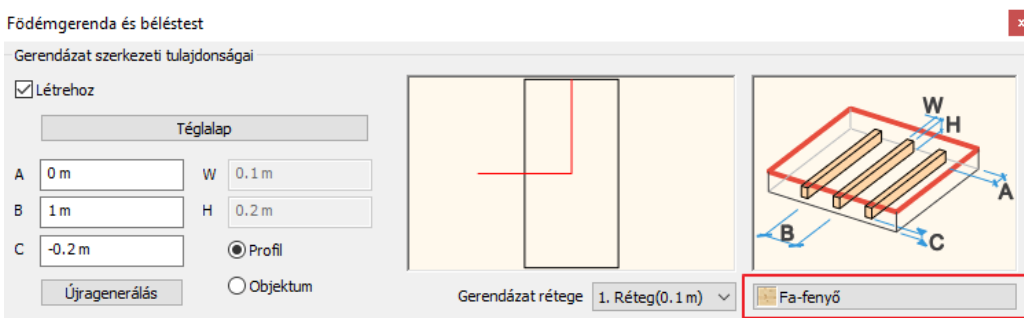 Födémgerenda és béléstest
x
Gerendázat szerkezeti tulajdonságai
Létrehoz
Téglalap
A 0 m W 0.1 m
B 1 m H 0.2 m
C -0.2 m Profil
Újragenerálás Objektum
W
H
A
B
C
Gerendázat rétege 1. Réteg(0.1 m) Fa-fenyő